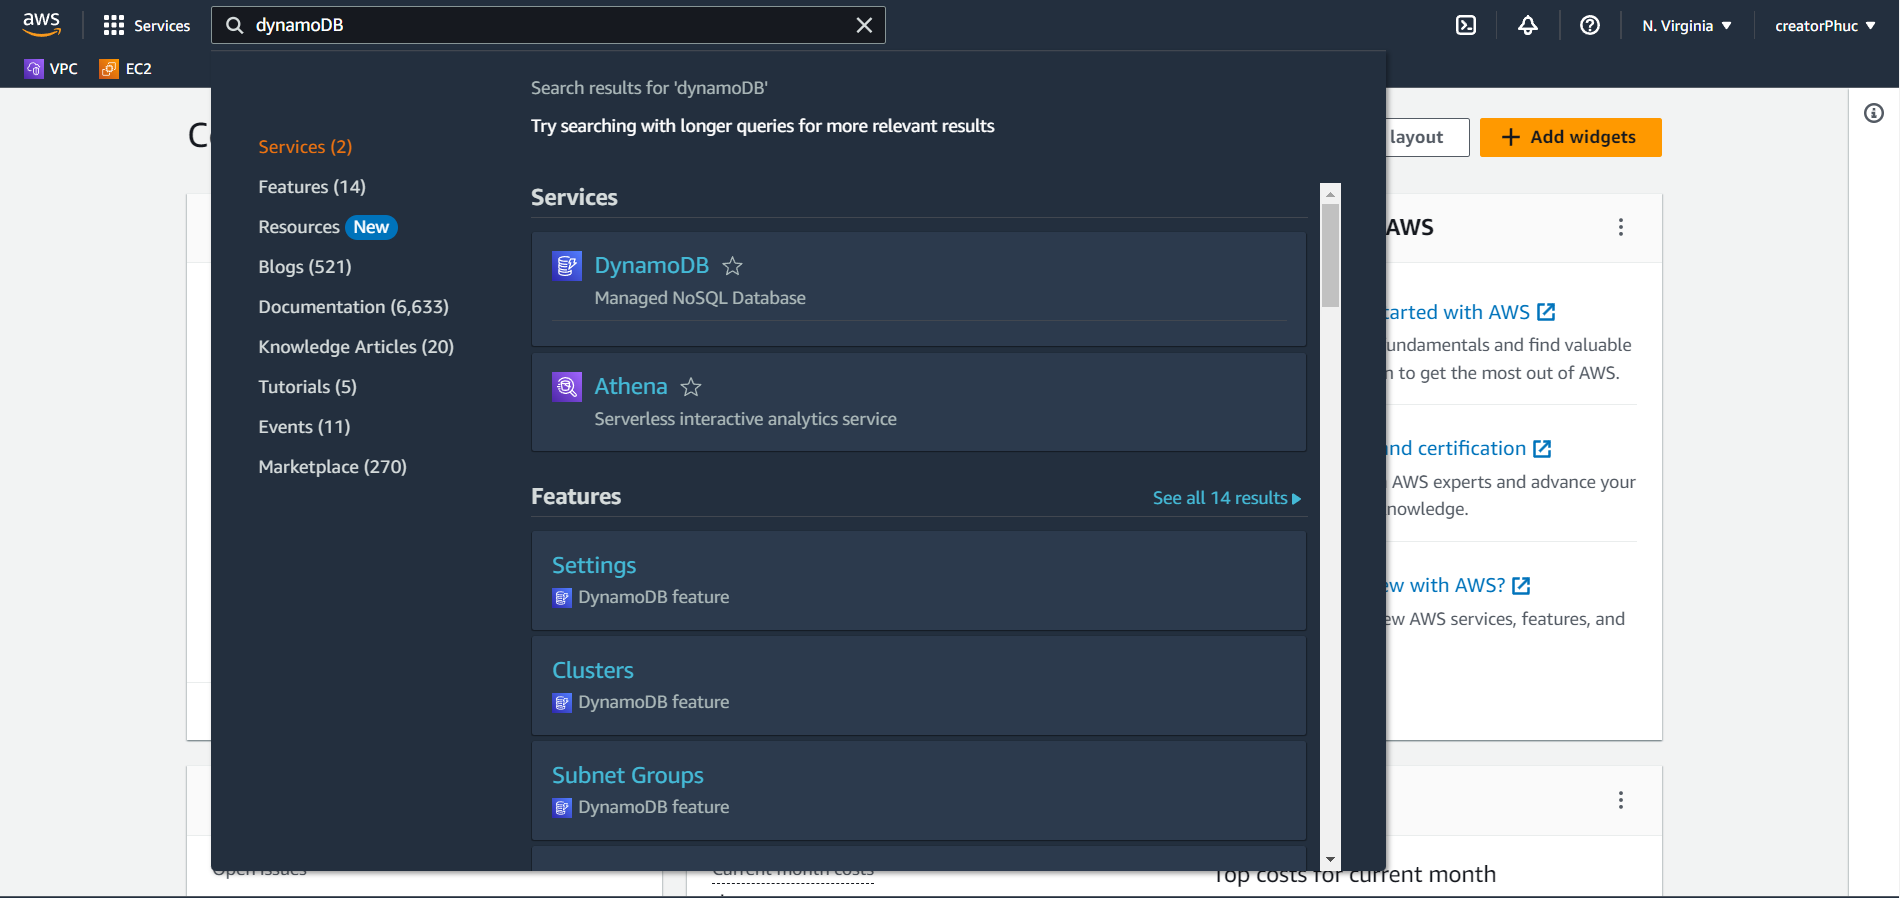 aws
Services
dynamoDB
N. Virginia
creatorPhuc
VPC
EC2
Search results for 'dynamoDB'
Try searching with longer queries for more relevant results
layout
Add widgets
Services (2)
Features (14)
Resources New
Blogs (521)
Documentation (6,633)
Knowledge Articles (20)
Tutorials (5)
Events (11)
Marketplace (270)
Services
DynamoDB
Managed NoSQL Database
Athena
Serverless interactive analytics service
Features
See all 14 results
Settings
DynamoDB feature
Clusters
DynamoDB feature
Subnet Groups
DynamoDB feature
AWS
tarted with AWS
undamentals and find valuable
n to get the most out of AWS.
nd certification
AWS experts and advance your
nowledge.
ew with AWS?
ew AWS services, features, and
Open issues
Current month costs
Top costs for current month